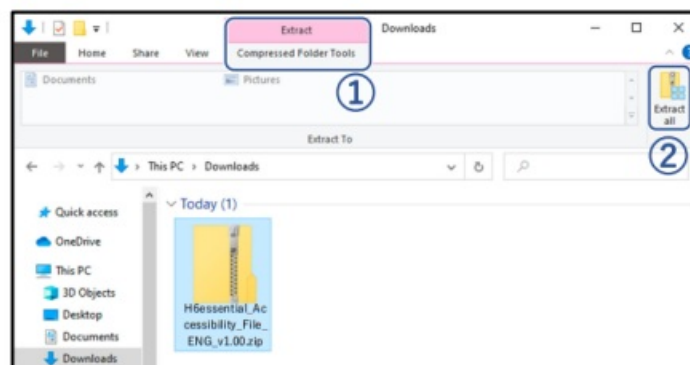 Extract
Downloads
File
Home
Share
View
Compressed Folder Tools
Documents
Pictures
①
Extract
all
Extract To
②
This PC > Downloads
Quick access
Today (1)
OneDrive
This PC
3D Objects
Desktop
Documents
Downloads
H6essential_Ac
cessibility_File_
ENG_v1.00.zip